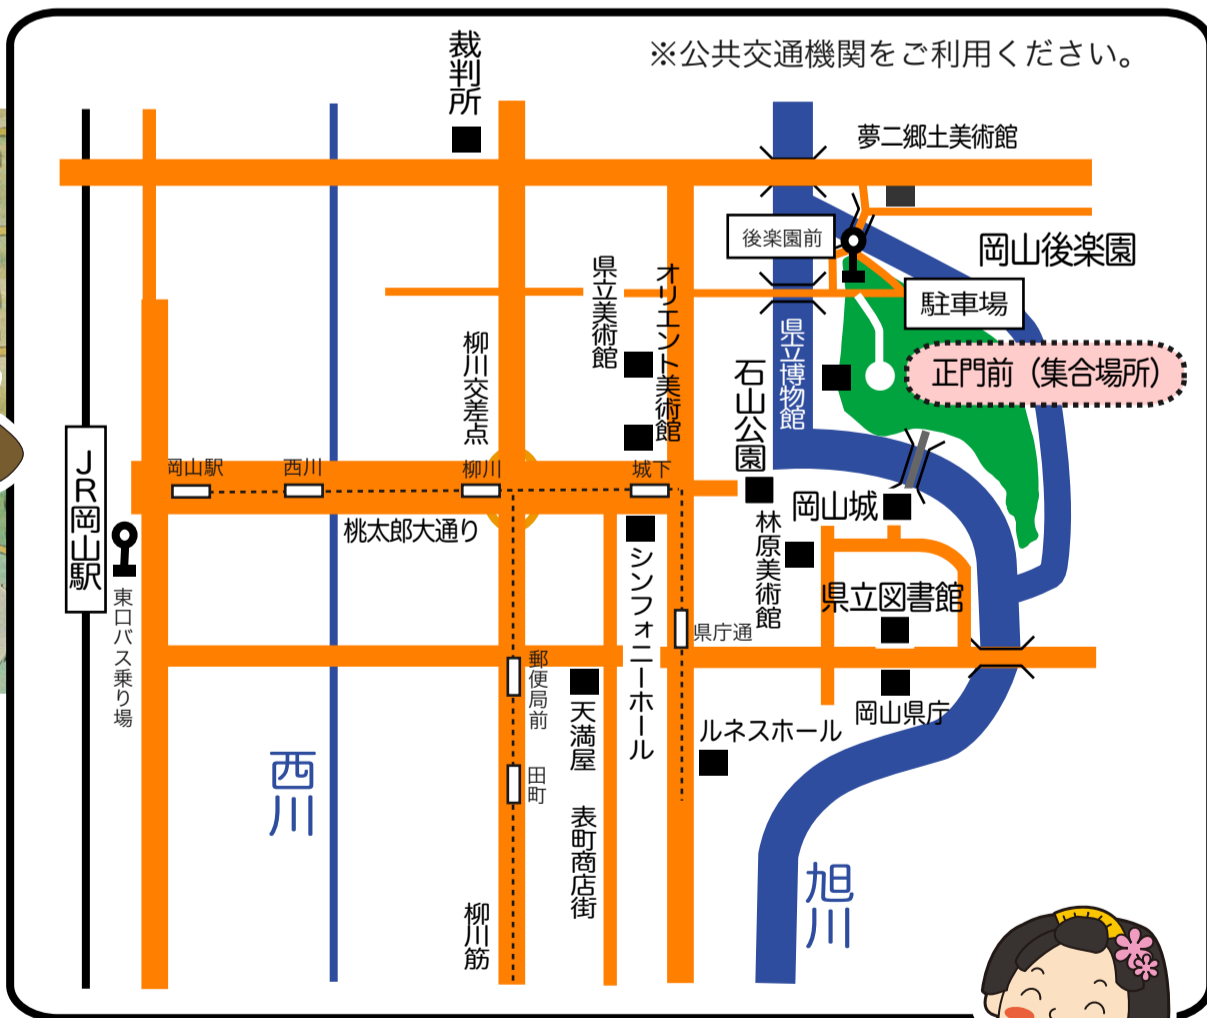 ※公共交通機関をご利用ください。
裁判所
夢二郷土美術館
後楽園前
岡山後楽園
県立美術館
オリエント美術館
駐車場
柳川交差点
県立博物館
石山公園
正門前（集合場所）
JR岡山駅
岡山駅
西川
柳川
城下
岡山城
桃太郎大通り
林原美術館
シンフォニーホール
東口バス乗り場
県立図書館
県庁通
郵便局前
天満屋
岡山県庁
ルネスホール
西川
田町
表町商店街
旭川
柳川筋